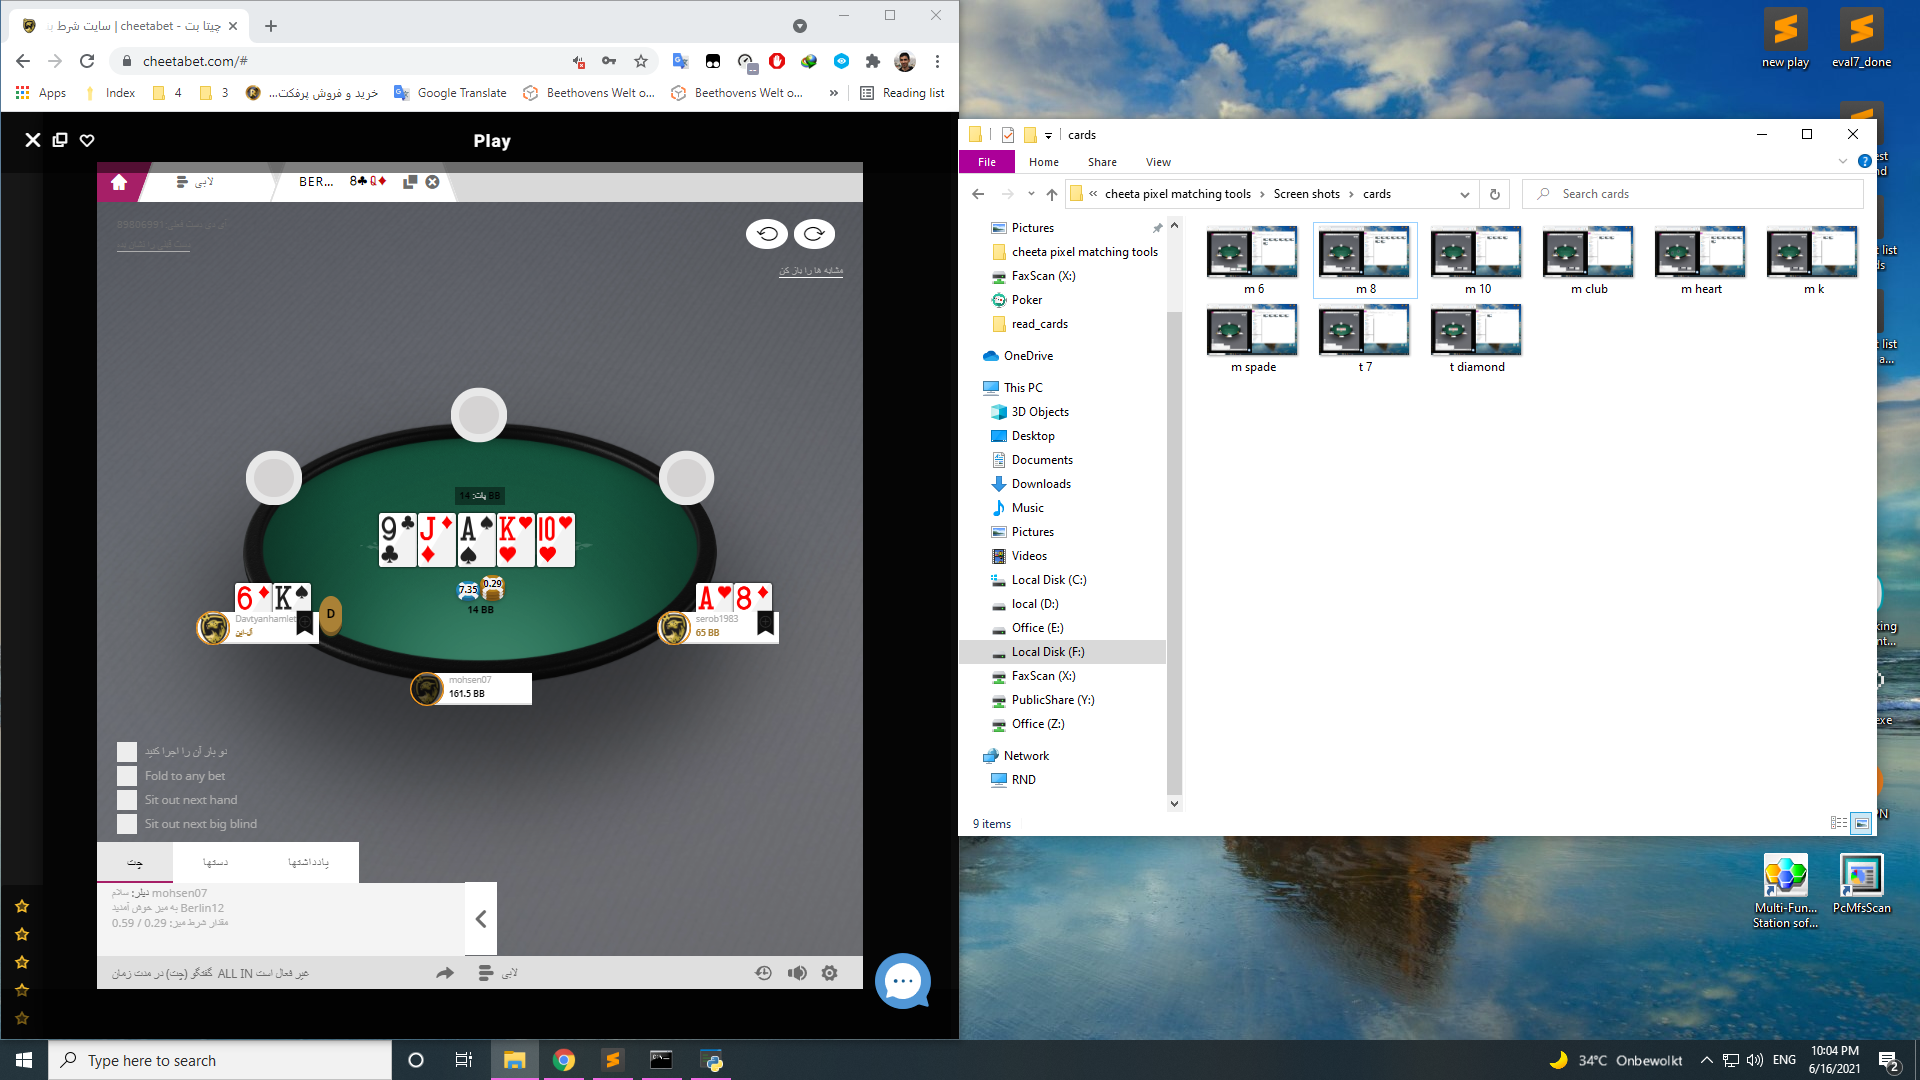 چیتا بت - cheetabet | سایت شرط
cheetabet.com/#
Apps
Index
4
3
خرید و فروش پرفکت...
Google Translate
Beethovens Welt o...
Beethovens Welt o...
»
Reading list
Play
لابی
BER... 8♣Q♦
مشابه ها را باز کن
پات: 14 BB
9 J A K 10
7.35 0.29
14 BB
6 K
Davtyanhamlet
آل-این
D
A 8
serob1983
65 BB
mohsen07
161.5 BB
دو بار آن را اجرا کنید
Fold to any bet
Sit out next hand
Sit out next big blind
چت
دستها
یادداشتها
دیلر: سلام mohsen07
به میز خوش آمدید Berlin12
مقدار شرط میز: 0.29 / 0.59
گفتگو (چت) در مدت زمان ALL IN غیر فعال است
لابی
cards
File
Home
Share
View
« cheeta pixel matching tools › Screen shots › cards
Search cards
Pictures
cheeta pixel matching tools
FaxScan (X:)
Poker
read_cards
OneDrive
This PC
3D Objects
Desktop
Documents
Downloads
Music
Pictures
Videos
Local Disk (C:)
local (D:)
Office (E:)
Local Disk (F:)
FaxScan (X:)
PublicShare (Y:)
Office (Z:)
Network
RND
m 6
m 8
m 10
m club
m heart
m k
m spade
t 7
t diamond
9 items
new play
eval7_done
Multi-Fun...
Station sof...
PcMfsScan
Type here to search
34°C Onbewolkt
ENG
10:04 PM
6/16/2021
2